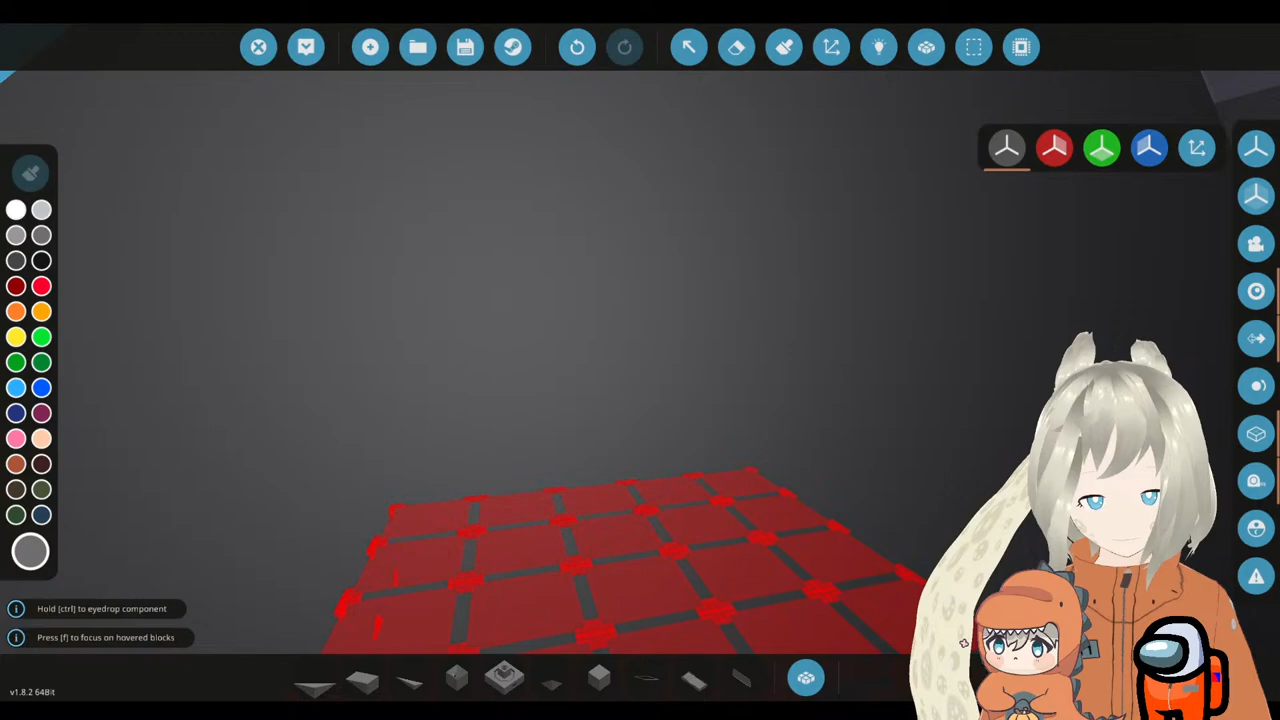 Hold [ctrl] to eyedrop component
Press [f] to focus on hovered blocks
v1.8.2 64Bit